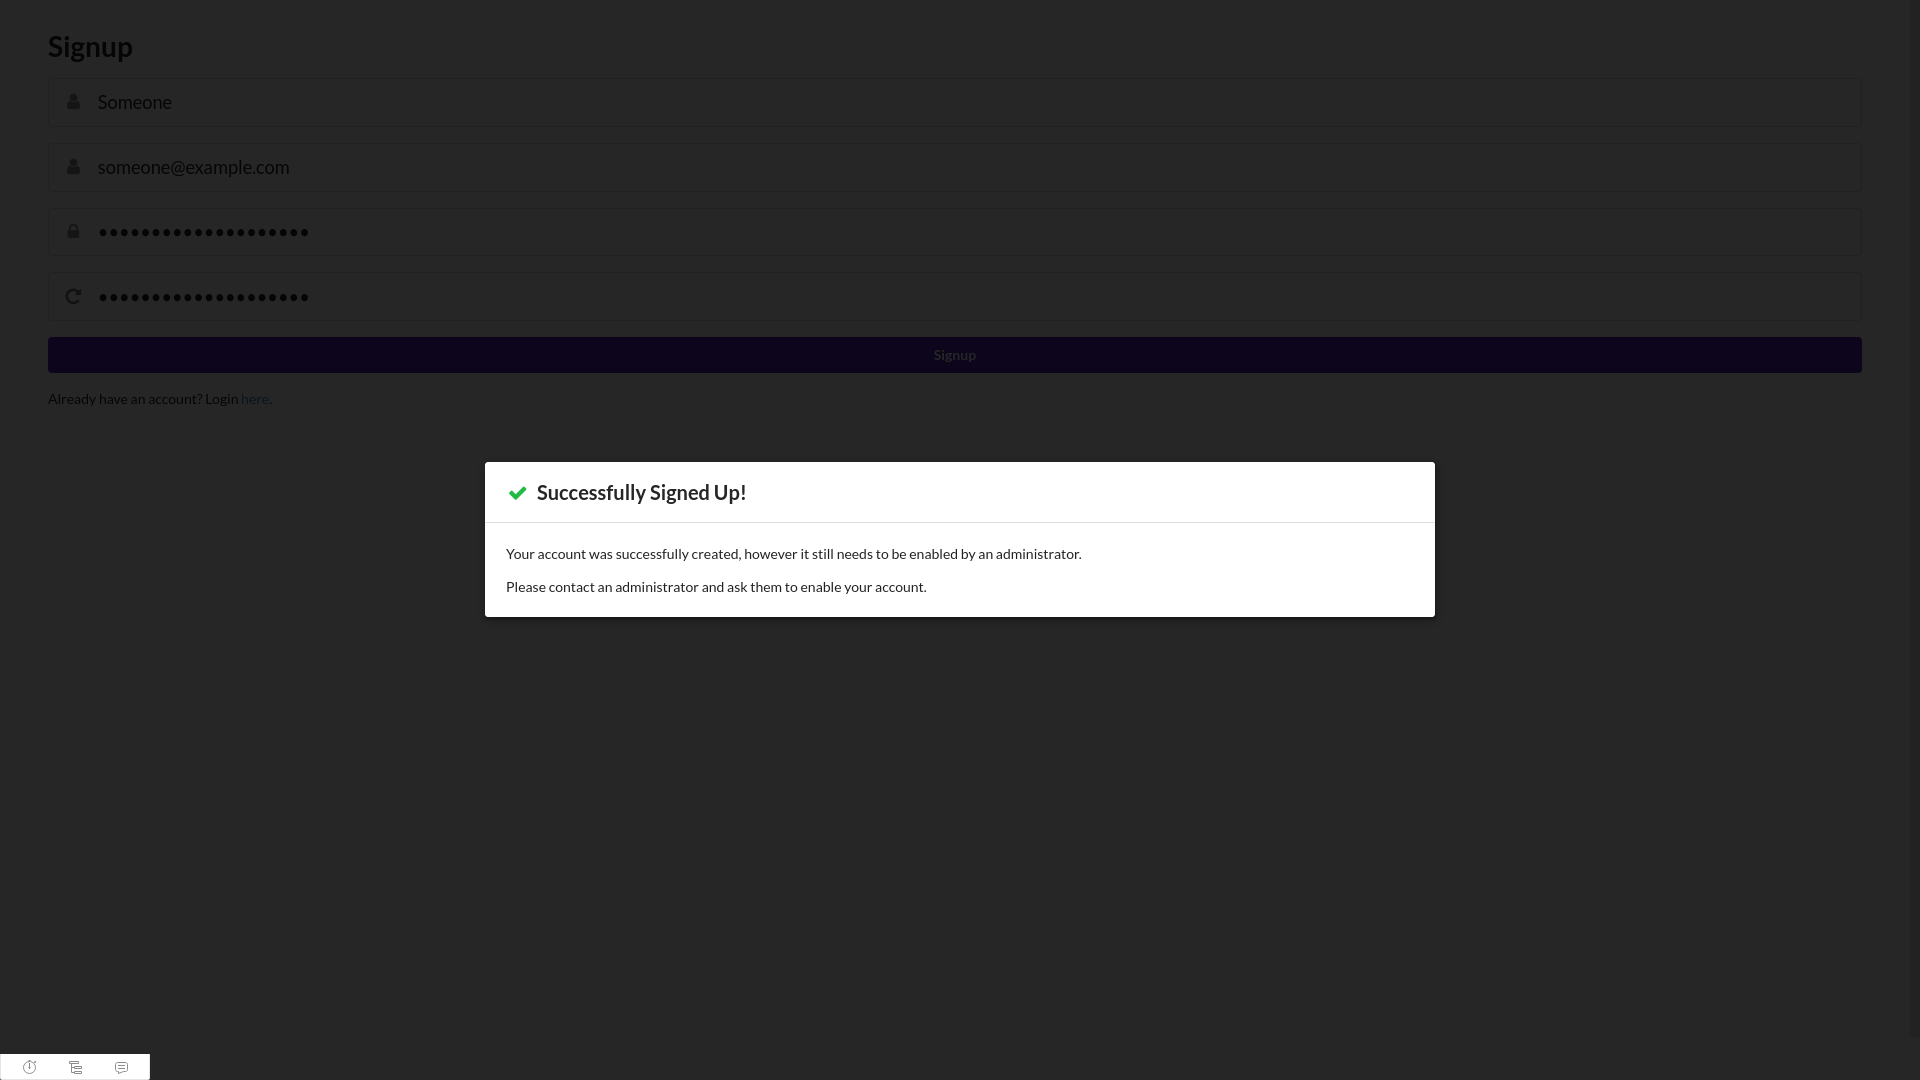 Signup
Someone
someone@example.com
••••••••••••••••••••
••••••••••••••••••••
Signup
Already have an account? Login here.
Successfully Signed Up!
Your account was successfully created, however it still needs to be enabled by an administrator.
Please contact an administrator and ask them to enable your account.